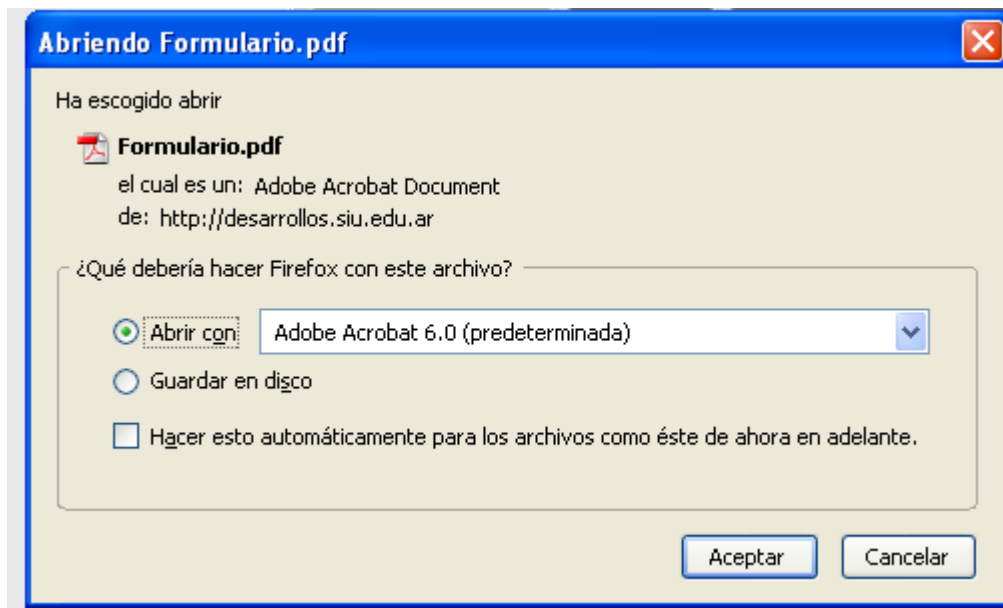 Abriendo Formulario.pdf
Ha escogido abrir
Formulario.pdf
el cual es un: Adobe Acrobat Document
de: http://desarrollos.siu.edu.ar
¿Qué debería hacer Firefox con este archivo?
Abrir con Adobe Acrobat 6.0 (predeterminada)
Guardar en disco
Hacer esto automáticamente para los archivos como éste de ahora en adelante.
Aceptar Cancelar